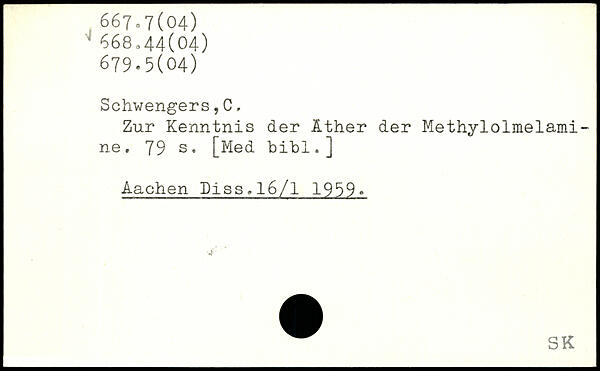 667.7(04)
668.44(04)
679.5(04)
Schwengers,C.
Zur Kenntnis der Äther der Methylolmelami-
ne. 79 s. [Med bibl.]
Aachen Diss.16/1 1959.
SK